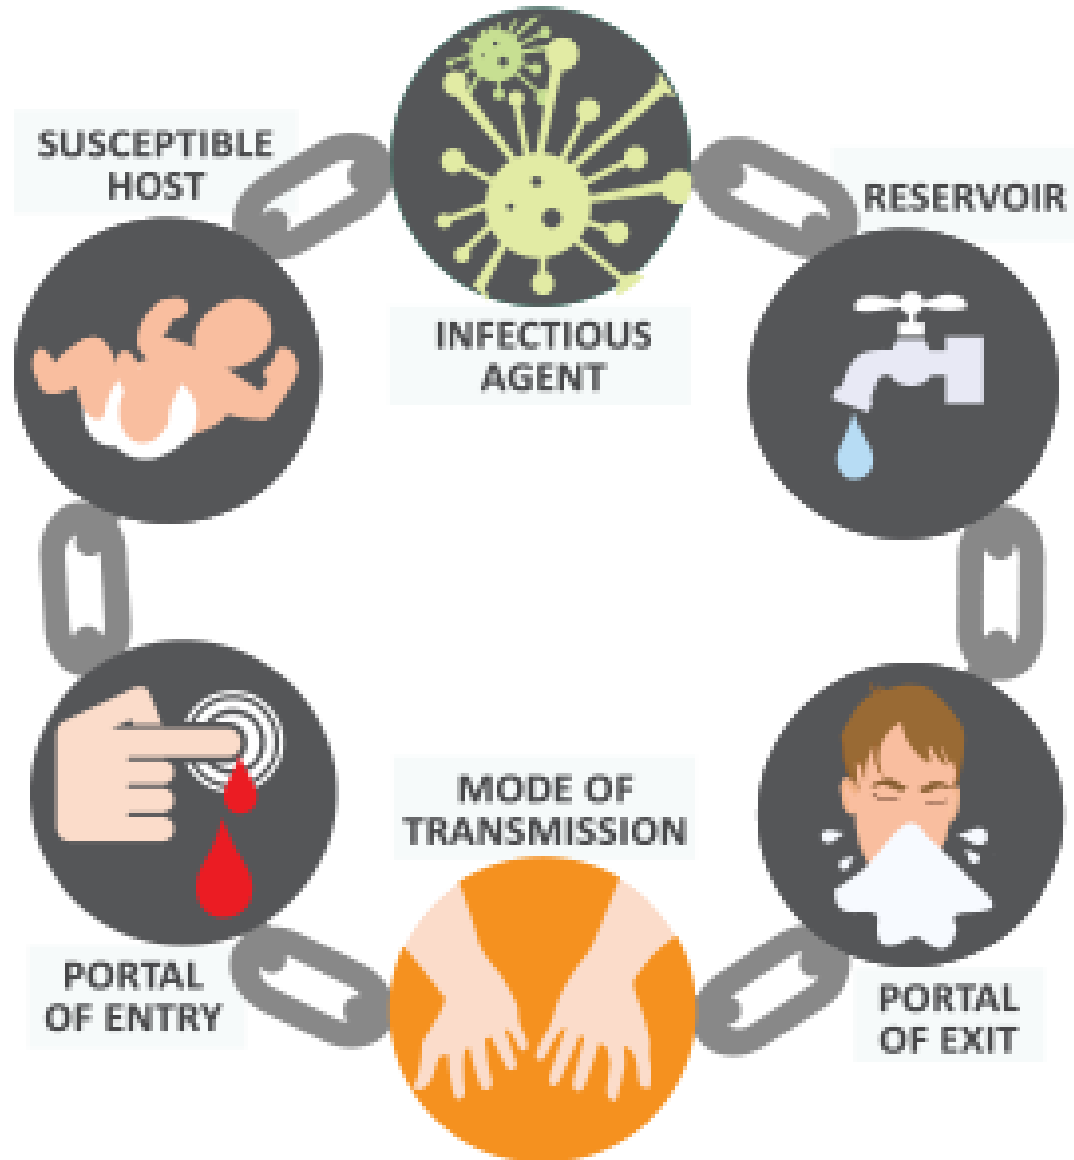 INFECTIOUS
AGENT
RESERVOIR
PORTAL
OF EXIT
MODE OF
TRANSMISSION
PORTAL
OF ENTRY
SUSCEPTIBLE
HOST